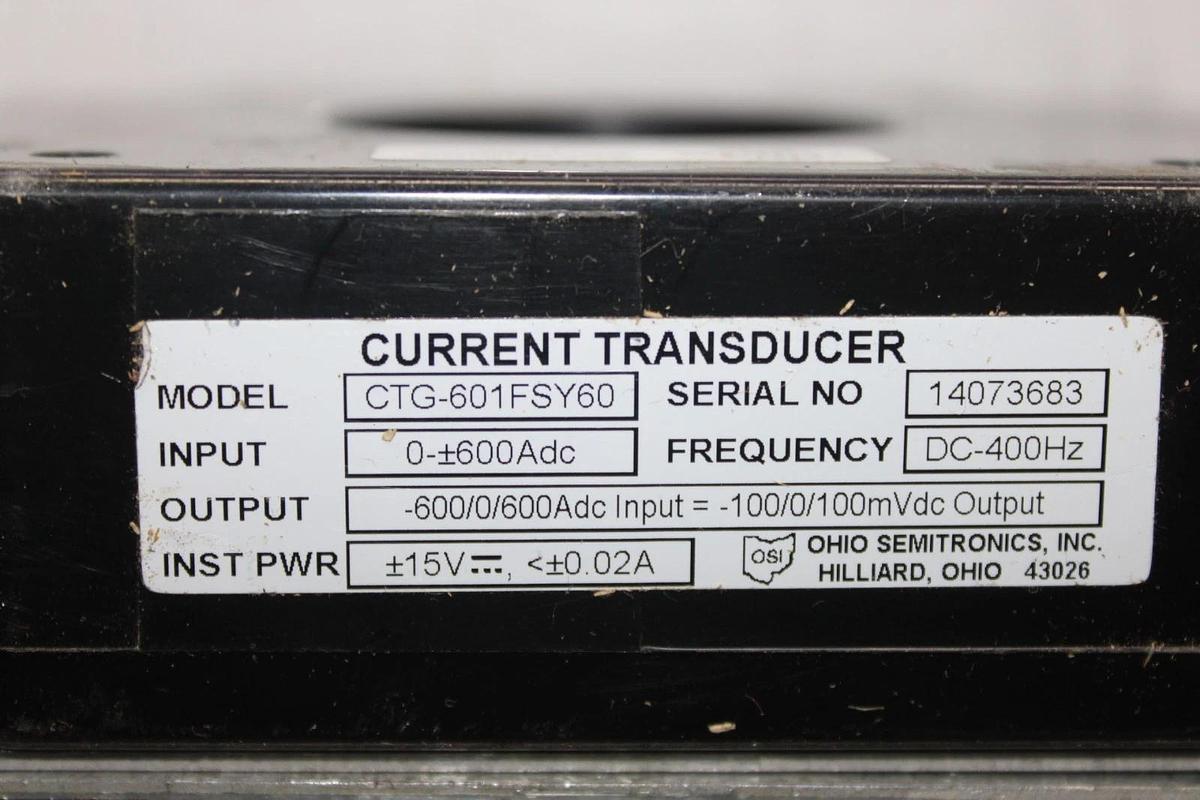 CURRENT TRANSDUCER
MODEL CTG-601FSY60 SERIAL NO 14073683
INPUT 0-±600Adc FREQUENCY DC-400Hz
OUTPUT -600/0/600Adc Input = -100/0/100mVdc Output
INST PWR ±15V⎓, <±0.02A OSI OHIO SEMITRONICS, INC.
HILLIARD, OHIO 43026